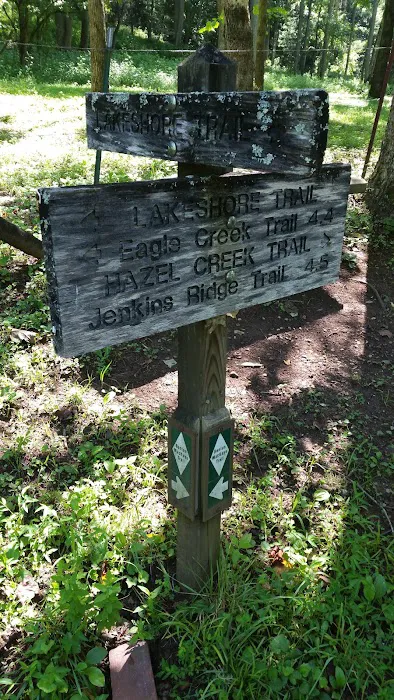 LAKESHORE TRAIL
LAKESHORE TRAIL
Eagle Creek Trail 4.4
HAZEL CREEK TRAIL
Jenkins Ridge Trail 4.5